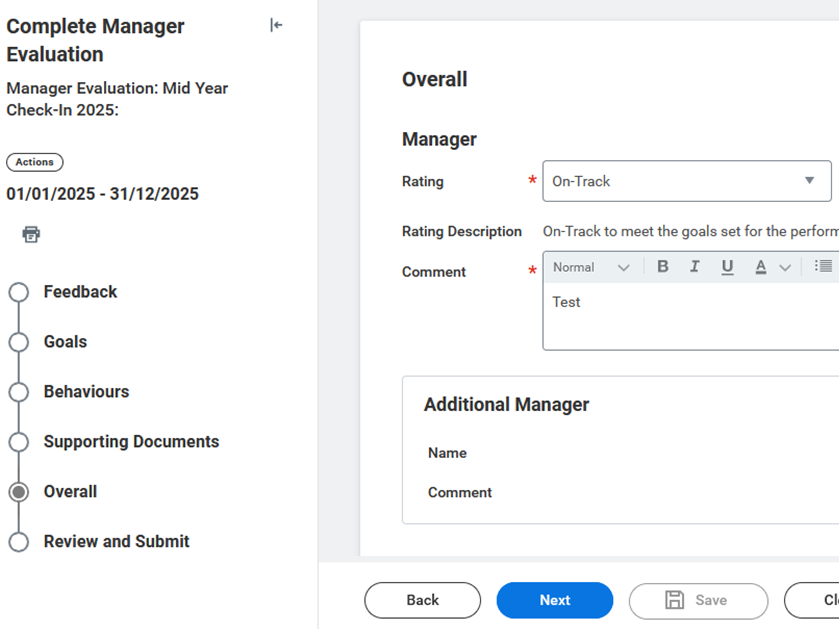 Complete Manager
Evaluation
Manager Evaluation: Mid Year
Check-In 2025:
Actions
01/01/2025 - 31/12/2025
Feedback
Goals
Behaviours
Supporting Documents
Overall
Review and Submit
Overall
Manager
Rating * On-Track
Rating Description On-Track to meet the goals set for the perform
Comment * Normal B I U A
Test
Additional Manager
Name
Comment
Back Next Save Cl